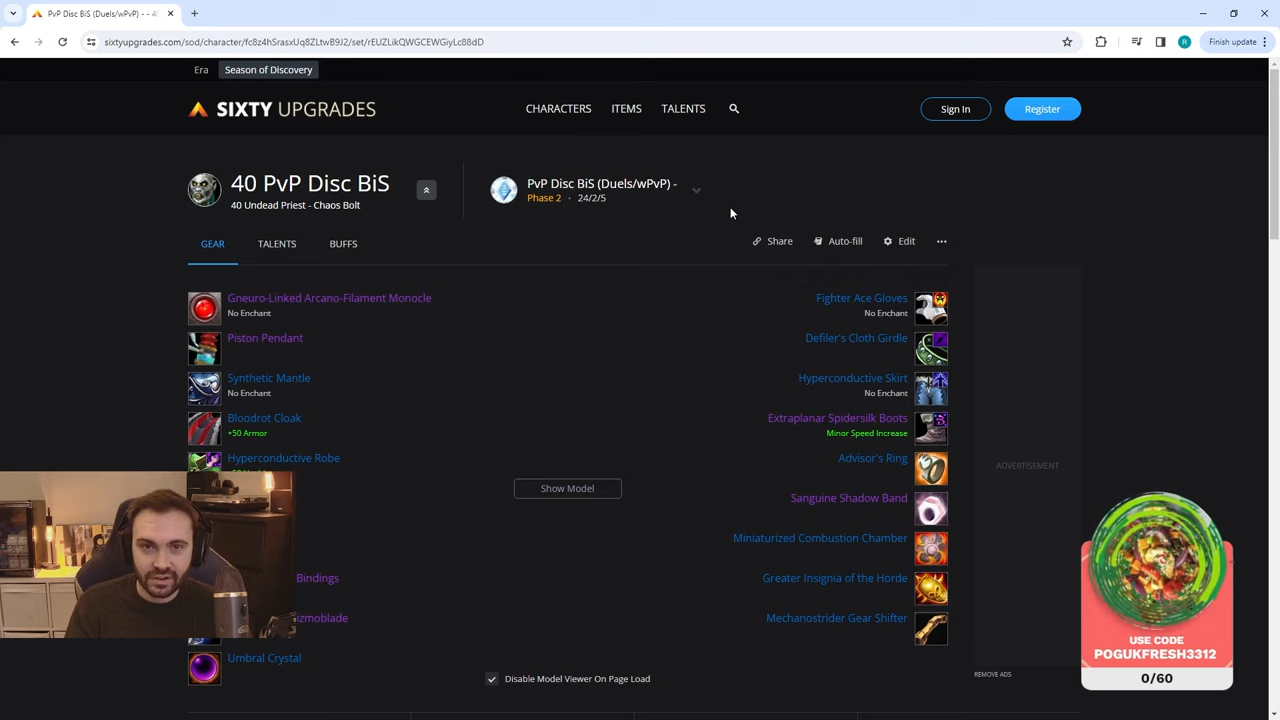 PvP Disc BiS (Duels/wPvP) - - 40
sixtyupgrades.com/sod/character/fc8z4hSrasxUq8ZLtwB9J2/set/rEUZLikQWGCEWGiyLc88dD
R
Finish update
Era
Season of Discovery
SIXTY UPGRADES
CHARACTERS
ITEMS
TALENTS
Sign In
Register
40 PvP Disc BiS
40 Undead Priest - Chaos Bolt
PvP Disc BiS (Duels/wPvP) -
Phase 2 · 24/2/5
GEAR
TALENTS
BUFFS
Share
Auto-fill
Edit
Gneuro-Linked Arcano-Filament Monocle
No Enchant
Piston Pendant
Synthetic Mantle
No Enchant
Bloodrot Cloak
+50 Armor
Hyperconductive Robe
Bindings
izmoblade
Umbral Crystal
Show Model
Disable Model Viewer On Page Load
Fighter Ace Gloves
No Enchant
Defiler's Cloth Girdle
Hyperconductive Skirt
No Enchant
Extraplanar Spidersilk Boots
Minor Speed Increase
Advisor's Ring
Sanguine Shadow Band
Miniaturized Combustion Chamber
Greater Insignia of the Horde
Mechanostrider Gear Shifter
ADVERTISEMENT
REMOVE ADS
USE CODE
POGUKFRESH3312
0/60